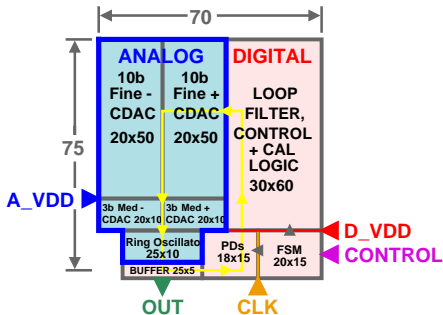 70
ANALOG
DIGITAL
10b
Fine -
CDAC
20x50
10b
Fine +
CDAC
20x50
LOOP
FILTER,
CONTROL
+ CAL
LOGIC
30x60
75
A_VDD
3b Med -
CDAC 20x10
3b Med +
CDAC 20x10
Ring Oscillato
25x10
PDs
18x15
FSM
20x15
D_VDD
CONTROL
BUFFER 25x5
OUT
CLK